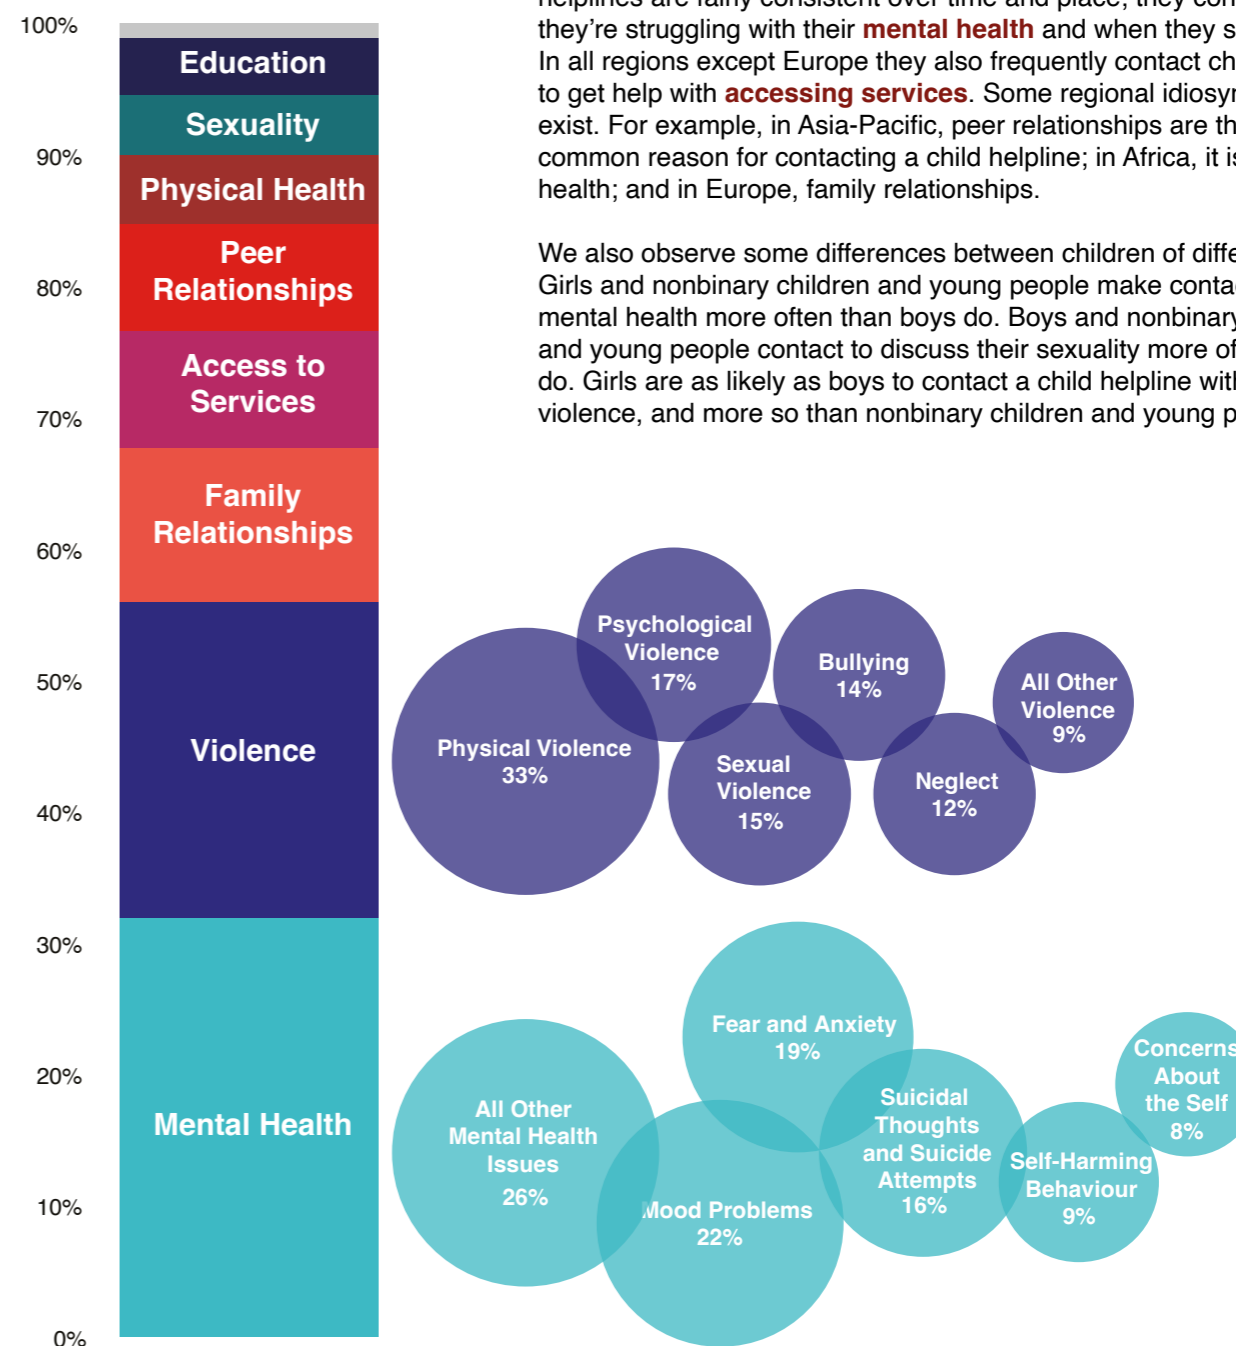 they're struggling with their mental health and when they
In all regions except Europe they also frequently contact
to get help with accessing services. Some regional
exist. For example, in Asia-Pacific, peer relationships are
common reason for contacting a child helpline; in Africa, it
health; and in Europe, family relationships.
We also observe some differences between children of
Girls and nonbinary children and young people make
mental health more often than boys do. Boys and nonbinary
and young people contact to discuss their sexuality more
do. Girls are as likely as boys to contact a child helpline
violence, and more so than nonbinary children and young
100%
90%
80%
70%
60%
50%
40%
30%
20%
10%
0%
Education
Sexuality
Physical Health
Peer
Relationships
Access to
Services
Family
Relationships
Violence
Mental Health
Physical Violence
33%
Psychological
Violence
17%
Sexual
Violence
15%
Bullying
14%
Neglect
12%
All Other
Violence
9%
All Other
Mental Health
Issues
26%
Mood Problems
22%
Fear and Anxiety
19%
Suicidal
Thoughts
and Suicide
Attempts
16%
Self-Harming
Behaviour
9%
Concerns
About
the Self
8%